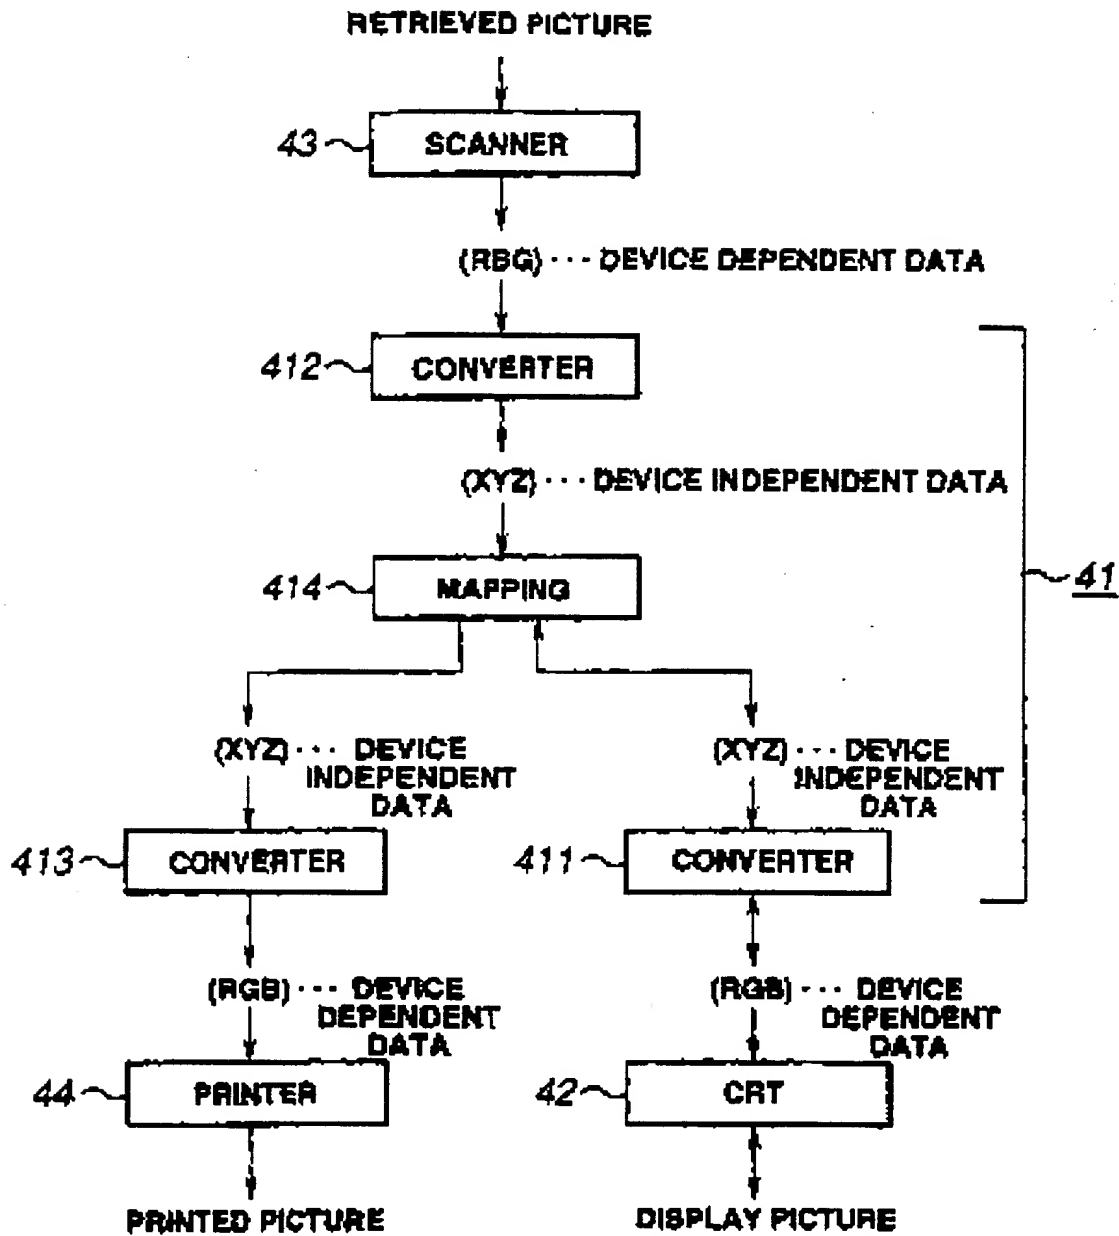 RETRIEVED PICTURE
43 SCANNER
(RBG) ··· DEVICE DEPENDENT DATA
412 CONVERTER
(XYZ) ··· DEVICE INDEPENDENT DATA
414 MAPPING
41
(XYZ) ··· DEVICE INDEPENDENT DATA
(XYZ) ··· DEVICE INDEPENDENT DATA
413 CONVERTER
411 CONVERTER
(RGB) ··· DEVICE DEPENDENT DATA
(RGB) ··· DEVICE DEPENDENT DATA
44 PRINTER
42 CRT
PRINTED PICTURE
DISPLAY PICTURE